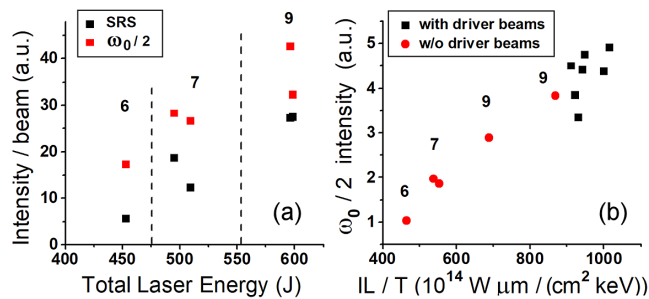 SRS
ω0 / 2
9
7
6
(a)
Intensity / beam (a.u.)
50
40
30
20
10
0
400 450 500 550 600 650
Total Laser Energy (J)
with driver beams
w/o driver beams
9
9
7
6
(b)
ω0 / 2 intensity (a.u.)
5
4
3
2
1
400 600 800 1000
IL / T (10^14 W μm / (cm^2 keV)